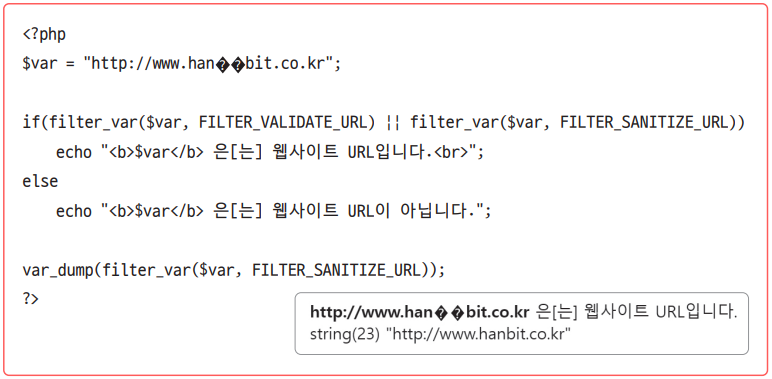 <?php
$var = "http://www.han��bit.co.kr";
if(filter_var($var, FILTER_VALIDATE_URL) || filter_var($var, FILTER_SANITIZE_URL))
echo "<b>$var</b> 은[는] 웹사이트 URL입니다.<br>";
else
echo "<b>$var</b> 은[는] 웹사이트 URL이 아닙니다.";
var_dump(filter_var($var, FILTER_SANITIZE_URL));
?>
http://www.han��bit.co.kr 은[는] 웹사이트 URL입니다.
string(23) "http://www.hanbit.co.kr"